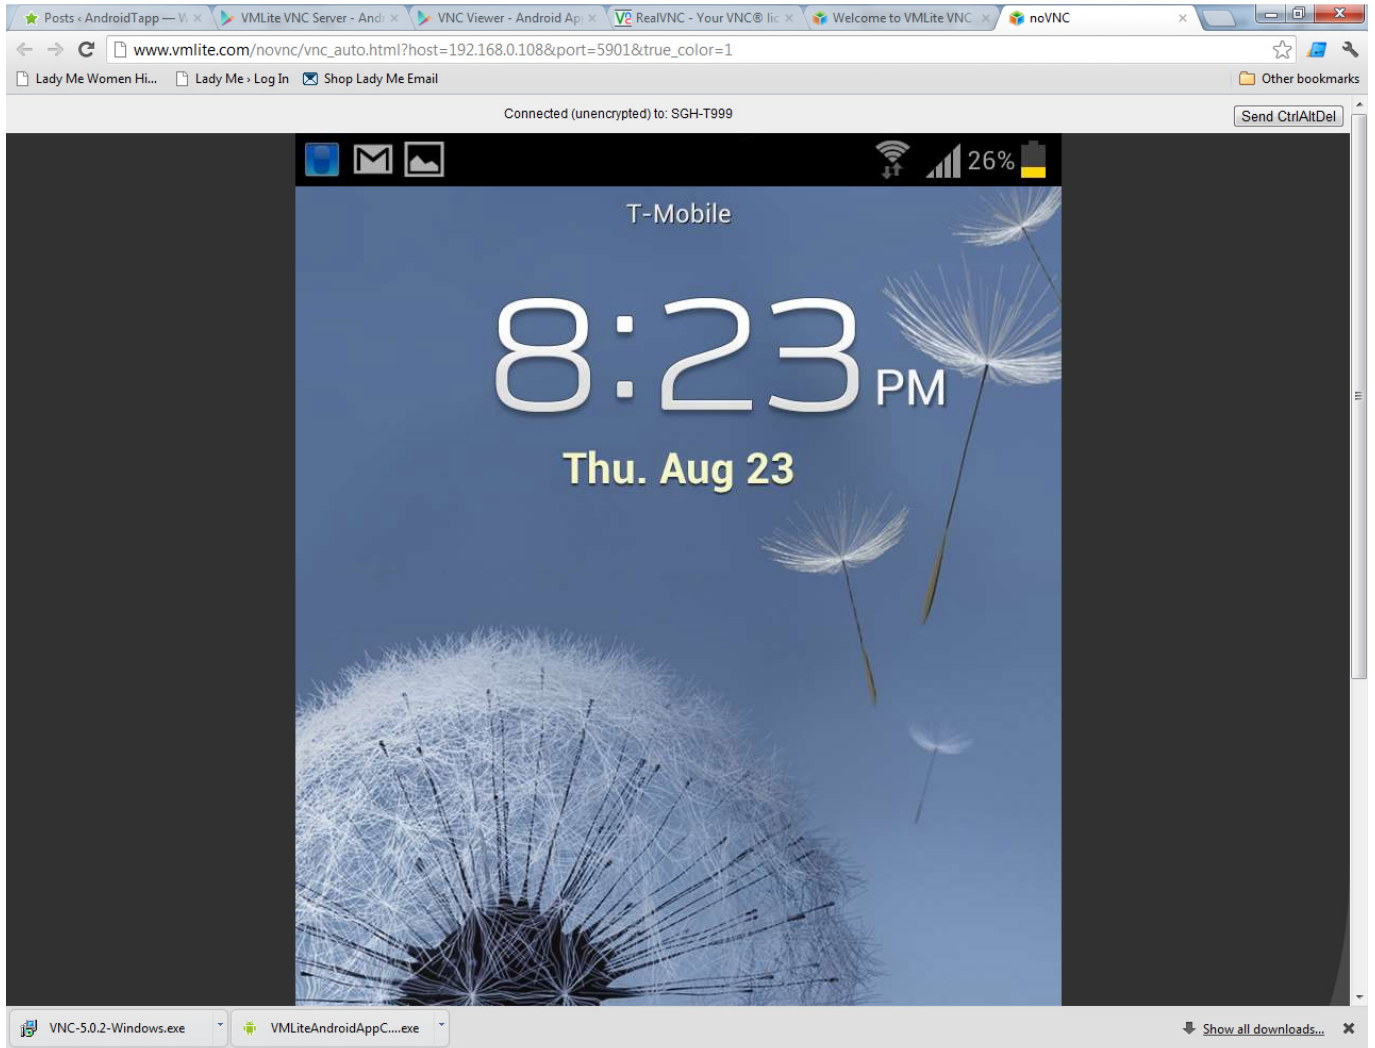 Posts ‹ AndroidTapp — W
VMLite VNC Server - Andr
VNC Viewer - Android Ap
V2 RealVNC - Your VNC® lic
Welcome to VMLite VNC
noVNC
www.vmlite.com/novnc/vnc_auto.html?host=192.168.0.108&port=5901&true_color=1
Lady Me Women Hi...
Lady Me › Log In
Shop Lady Me Email
Other bookmarks
Connected (unencrypted) to: SGH-T999
Send CtrlAltDel
26%
T-Mobile
8:23 PM
Thu. Aug 23
VNC-5.0.2-Windows.exe
VMLiteAndroidAppC....exe
Show all downloads...